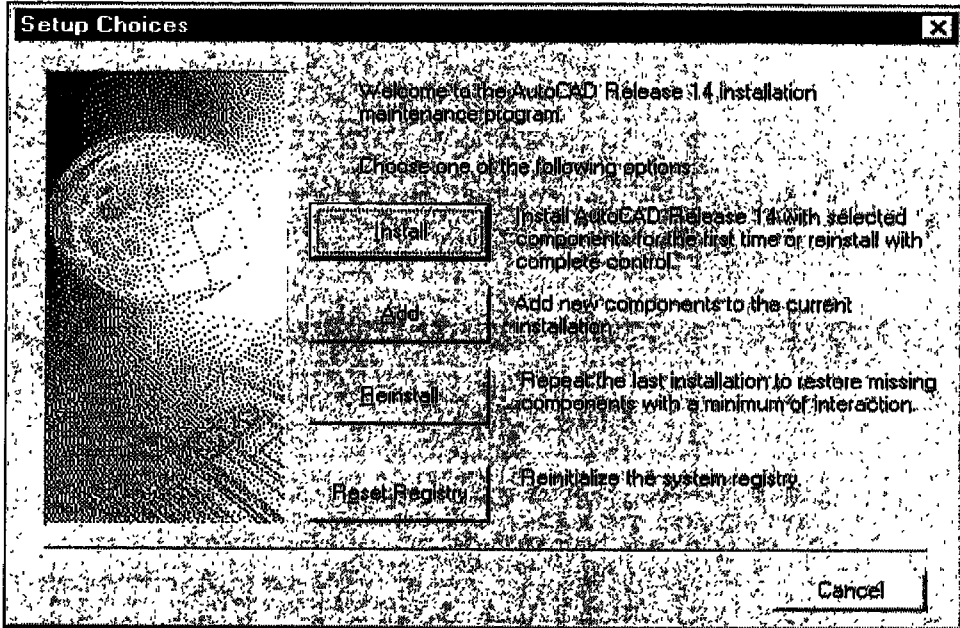 Setup Choices
Welcome to the AutoCAD Release 14 installation
maintenance program.
Choose one of the following options:
Install
Install AutoCAD Release 14 with selected
components for the first time or reinstall with
complete control.
Add
Add new components to the current
installation.
Reinstall
Repeat the last installation to restore missing
components with a minimum of interaction.
Reset Registry
Reinitialize the system registry.
Cancel